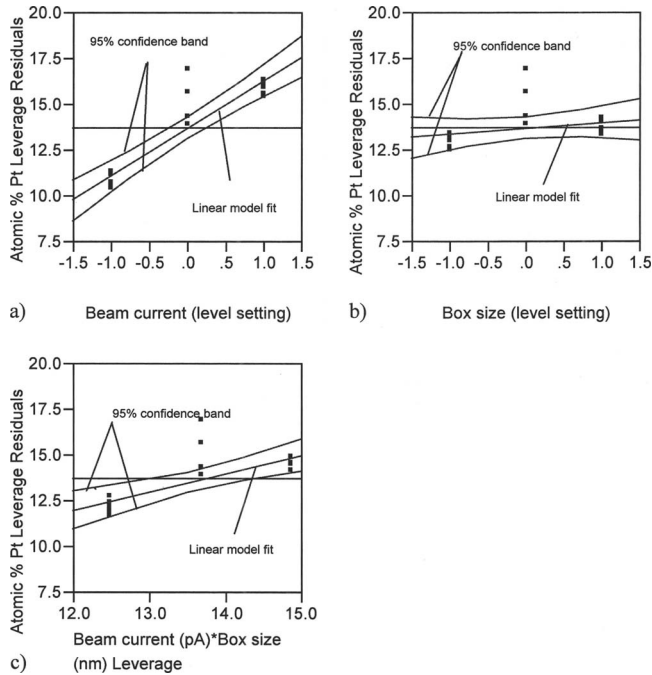 Atomic % Pt Leverage Residuals
20.0
17.5
15.0
12.5
10.0
7.5
95% confidence band
Linear model fit
-1.5 -1.0 -0.5 .0 0.5 1.0 1.5
a) Beam current (level setting)
Atomic % Pt Leverage Residuals
20.0
17.5
15.0
12.5
10.0
7.5
95% confidence band
Linear model fit
-1.5 -1.0 -0.5 .0 .5 1.0 1.5
b) Box size (level setting)
Atomic % Pt Leverage Residuals
20.0
17.5
15.0
12.5
10.0
7.5
95% confidence band
Linear model fit
12.0 13.0 14.0 15.0
Beam current (pA)*Box size
c) (nm) Leverage